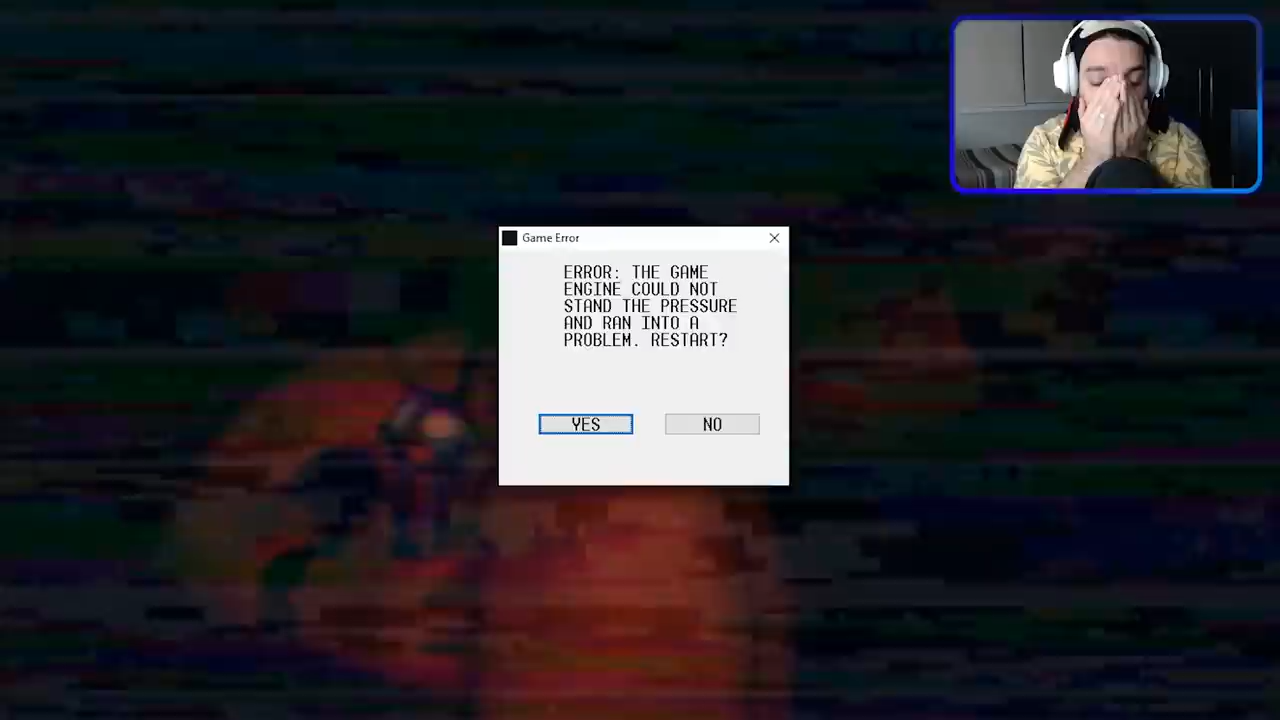 Game Error
ERROR: THE GAME
ENGINE COULD NOT
STAND THE PRESSURE
AND RAN INTO A
PROBLEM. RESTART?
YES NO